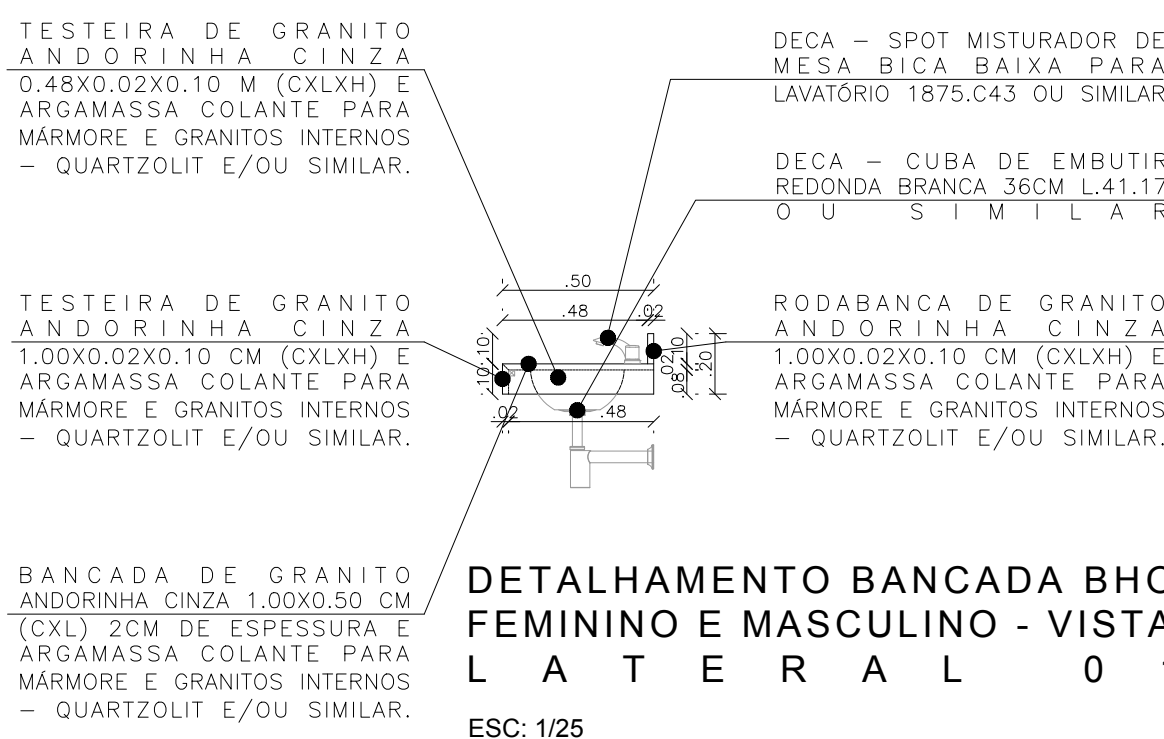 TESTEIRA DE GRANITO
ANDORINHA CINZA
0.48X0.02X0.10 M (CXLXH) E
ARGAMASSA COLANTE PARA
MÁRMORE E GRANITOS INTERNOS
– QUARTZOLIT E/OU SIMILAR.
DECA – SPOT MISTURADOR DE
MESA BICA BAIXA PARA
LAVATÓRIO 1875.C43 OU SIMILAR
DECA – CUBA DE EMBUTIR
REDONDA BRANCA 36CM L.41.17
OU SIMILAR
TESTEIRA DE GRANITO
ANDORINHA CINZA
1.00X0.02X0.10 CM (CXLXH) E
ARGAMASSA COLANTE PARA
MÁRMORE E GRANITOS INTERNOS
– QUARTZOLIT E/OU SIMILAR.
.50
.48 .02
.10 .10
.02 .10
.08
.20
.02 .48
RODABANCA DE GRANITO
ANDORINHA CINZA
1.00X0.02X0.10 CM (CXLXH) E
ARGAMASSA COLANTE PARA
MÁRMORE E GRANITOS INTERNOS
– QUARTZOLIT E/OU SIMILAR.
BANCADA DE GRANITO
ANDORINHA CINZA 1.00X0.50 CM
(CXL) 2CM DE ESPESSURA E
ARGAMASSA COLANTE PARA
MÁRMORE E GRANITOS INTERNOS
– QUARTZOLIT E/OU SIMILAR.
DETALHAMENTO BANCADA BHO
FEMININO E MASCULINO - VISTA
LATERAL 0
ESC: 1/25